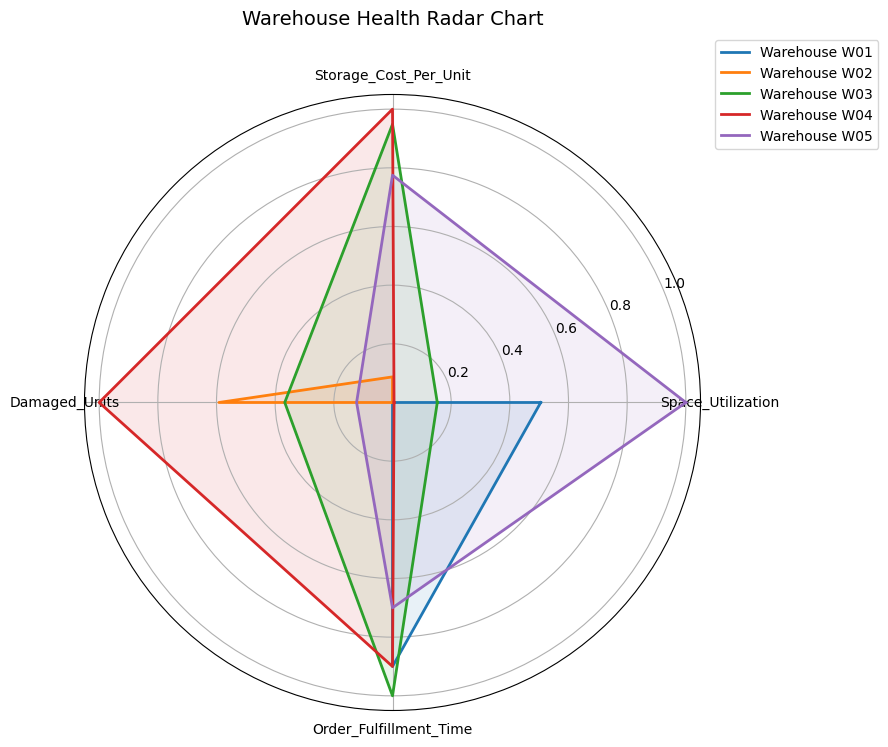 Warehouse Health Radar Chart
Warehouse W01
Warehouse W02
Warehouse W03
Warehouse W04
Warehouse W05
Storage_Cost_Per_Unit
1.0
0.8
0.6
0.4
0.2
Damaged_Units
Space_Utilization
Order_Fulfillment_Time